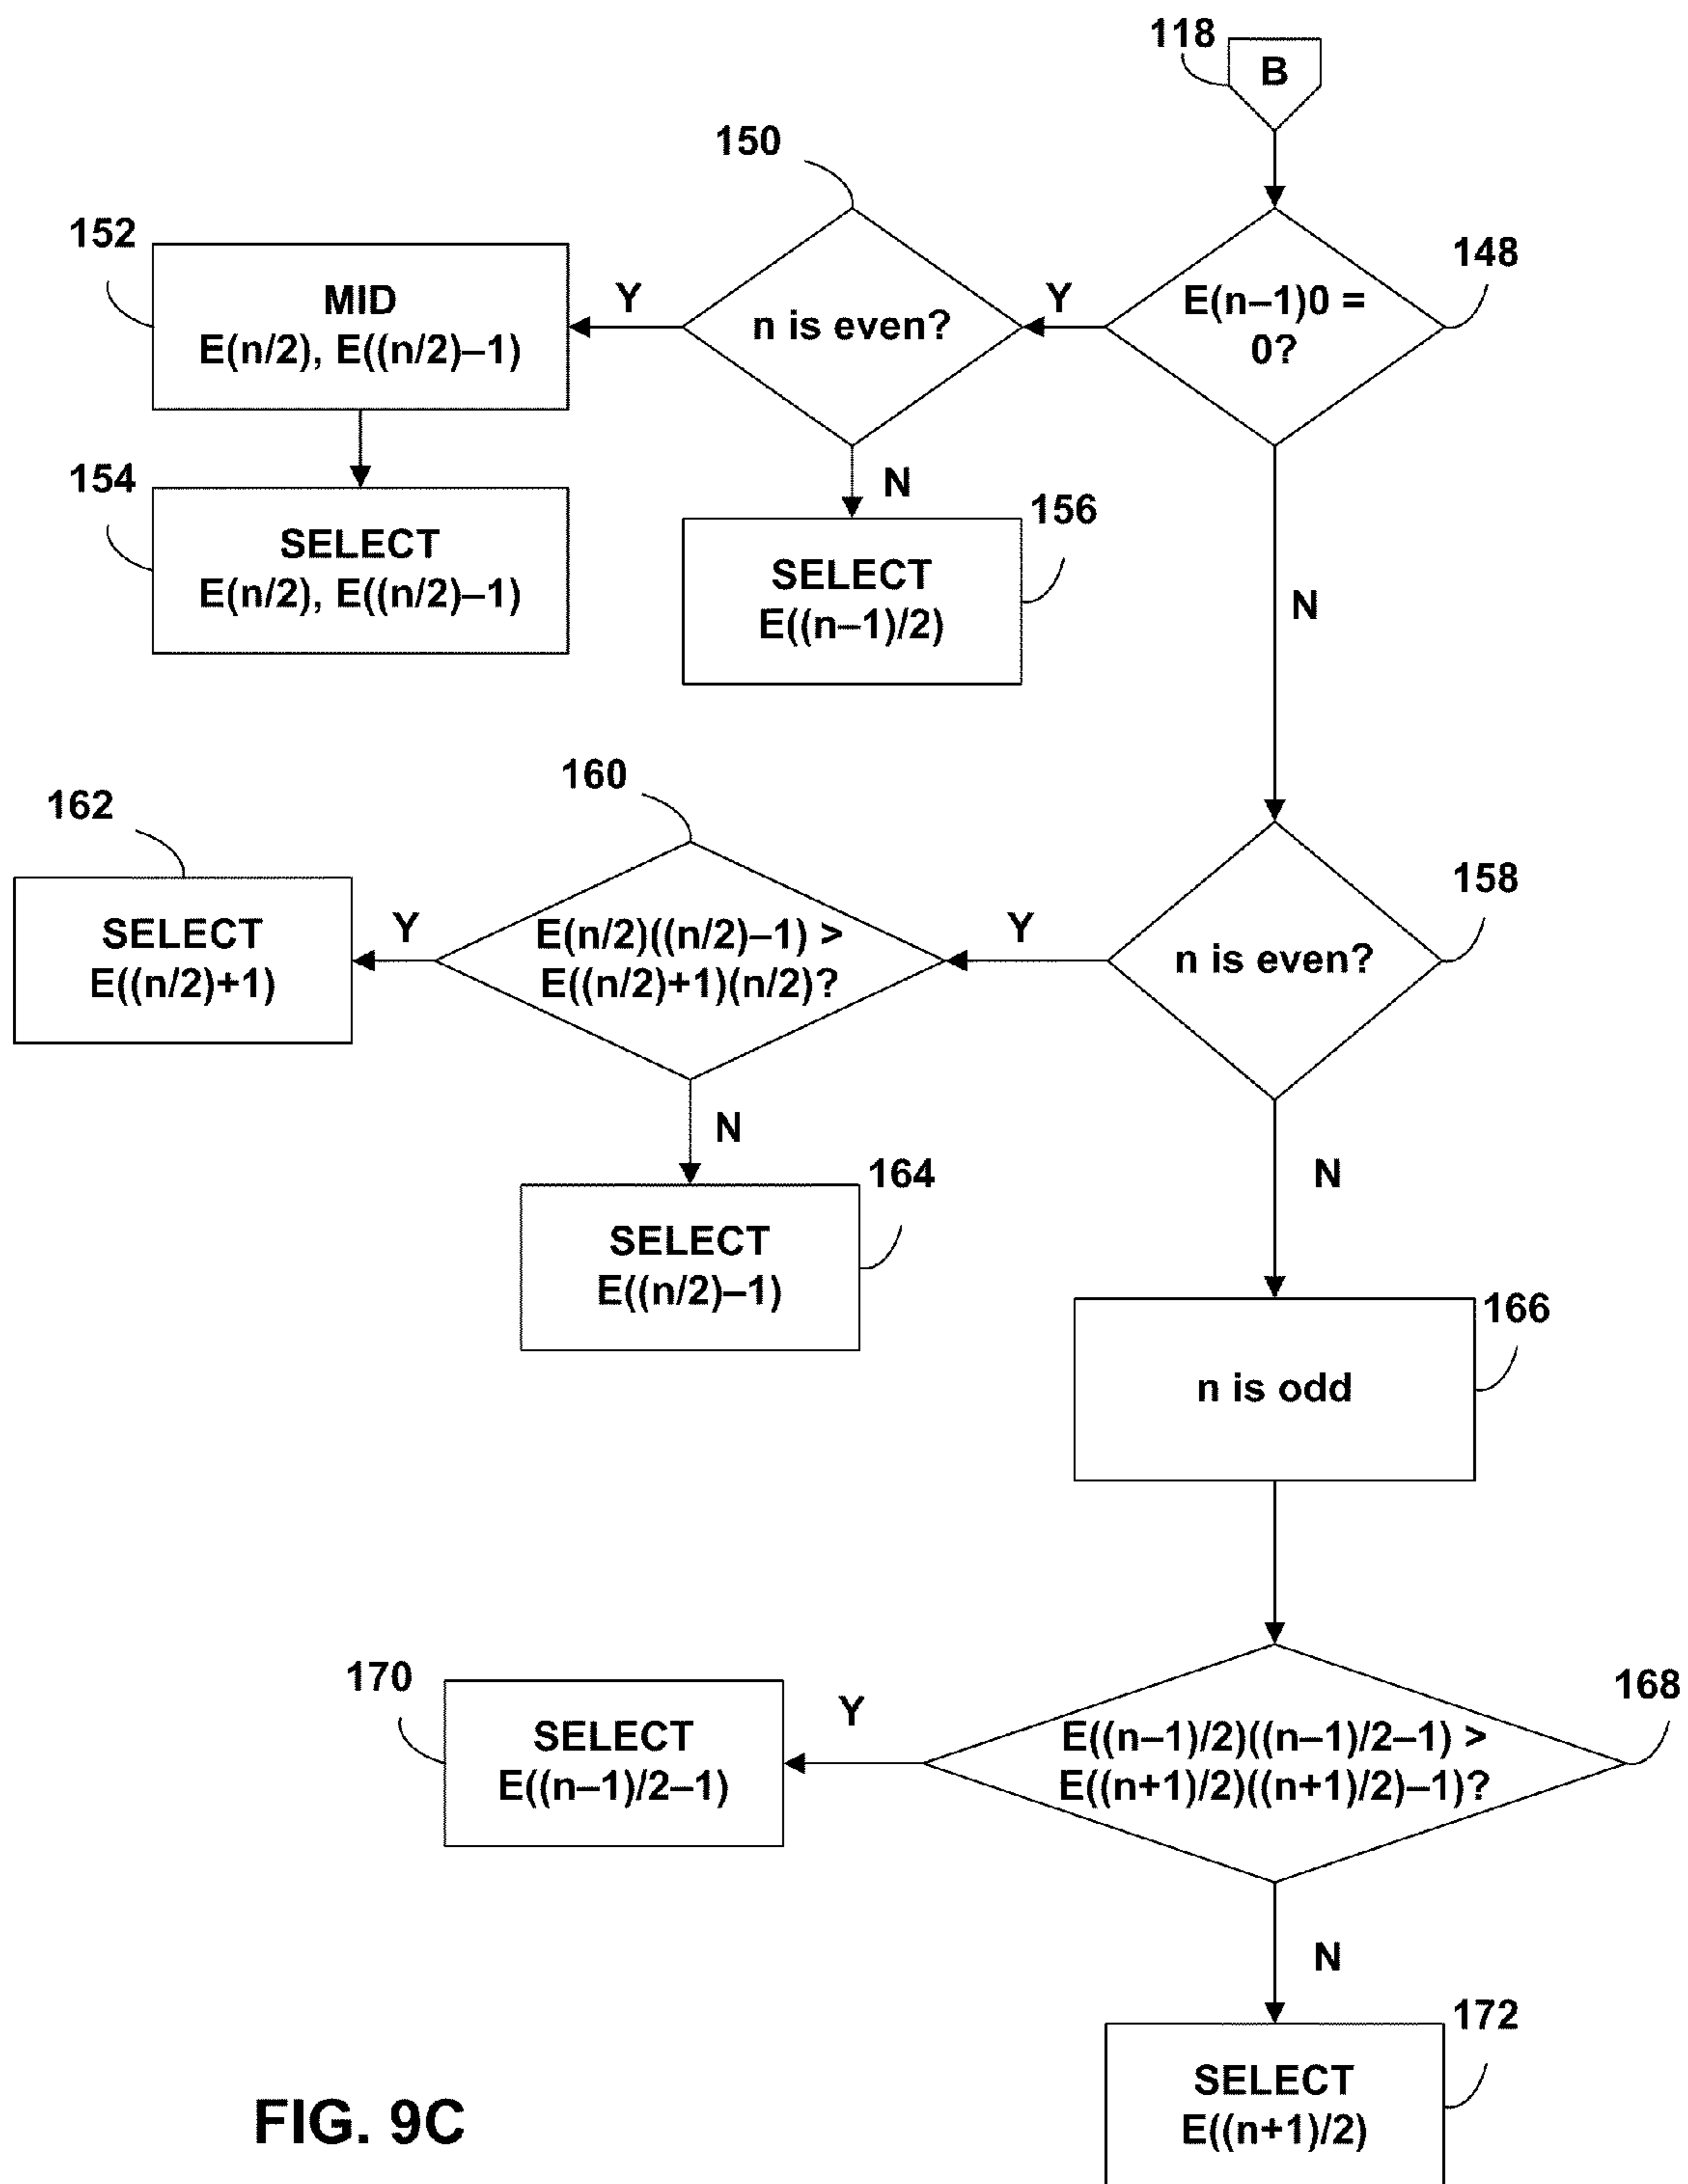 118
B
150
152
MID
E(n/2), E((n/2)–1)
Y
n is even?
Y
E(n–1)0 =
0?
148
154
SELECT
E(n/2), E((n/2)–1)
N
156
SELECT
E((n–1)/2)
N
160
162
SELECT
E((n/2)+1)
Y
E(n/2)((n/2)–1) >
E((n/2)+1)(n/2)?
Y
n is even?
158
N
164
SELECT
E((n/2)–1)
N
166
n is odd
170
SELECT
E((n–1)/2–1)
Y
E((n–1)/2)((n–1)/2–1) >
E((n+1)/2)((n+1)/2)–1)?
168
N
172
SELECT
E((n+1)/2)
FIG. 9C